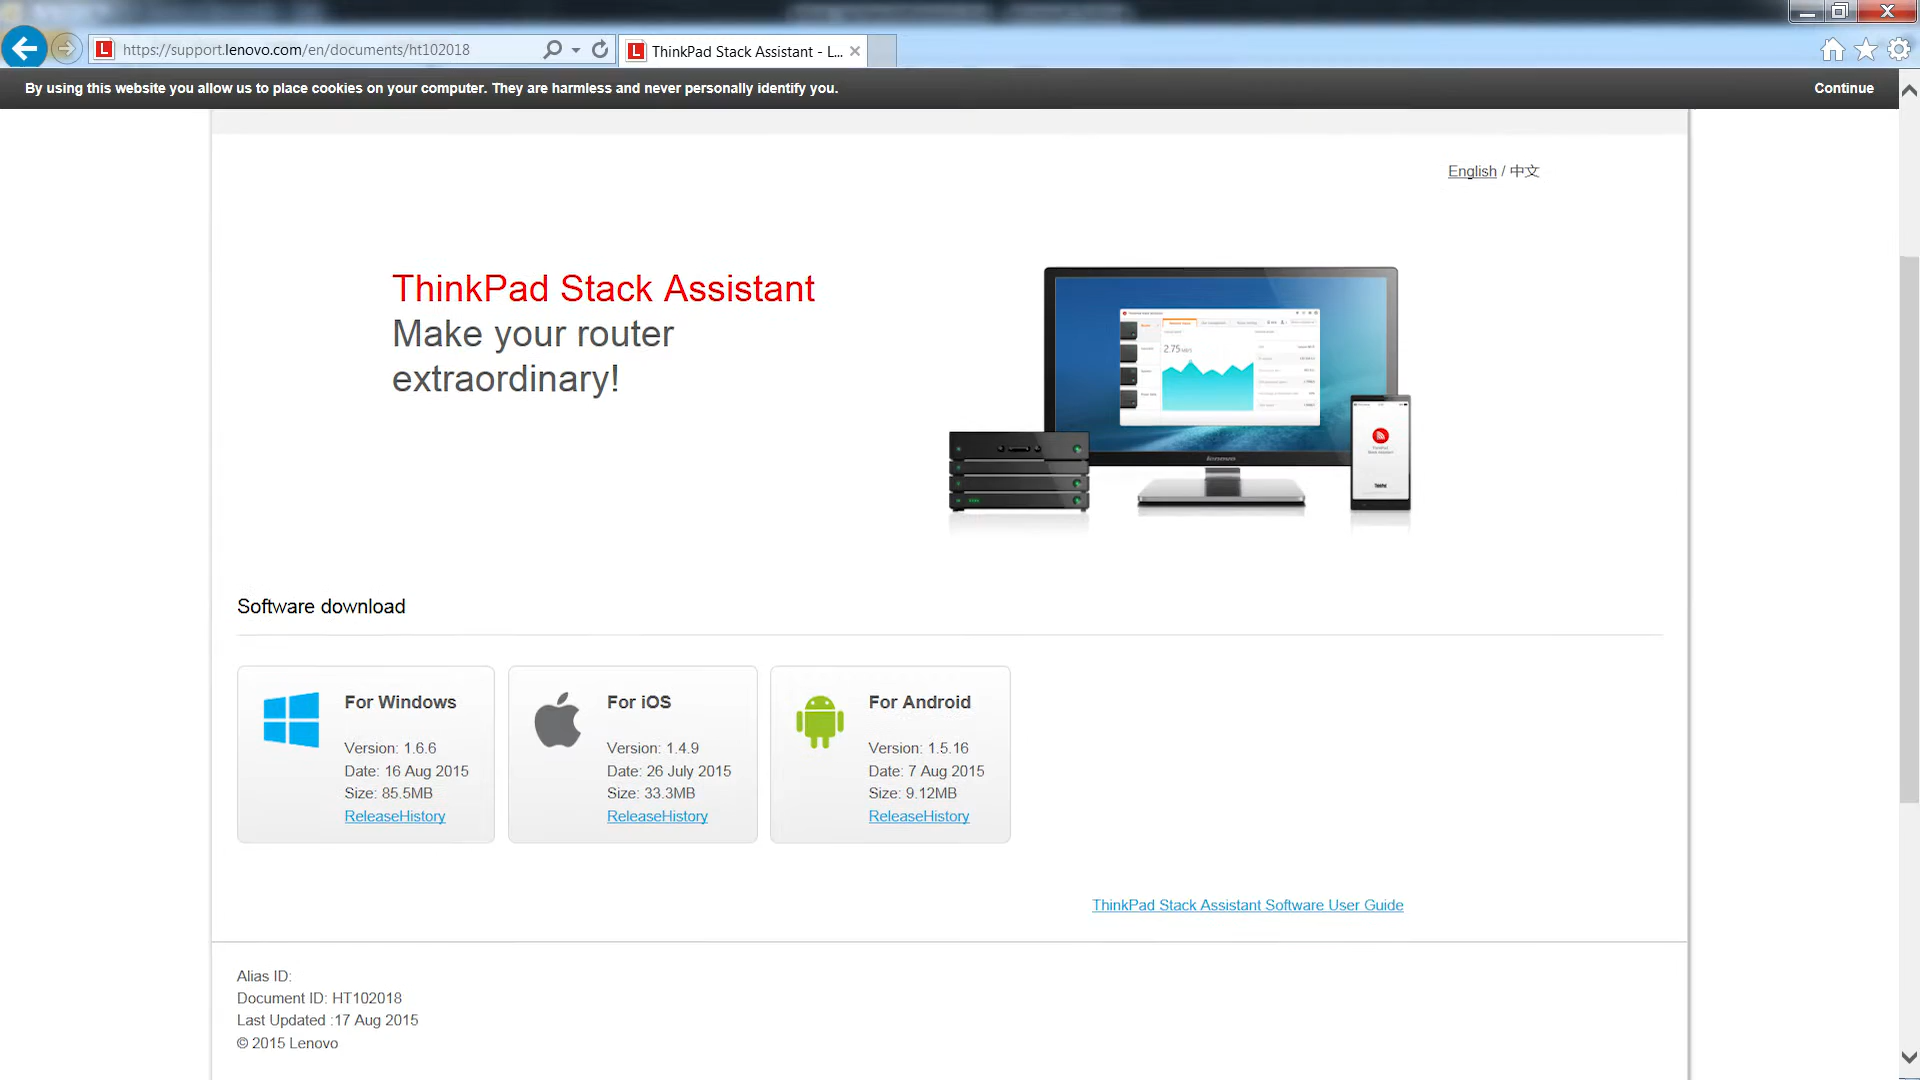 https://support.lenovo.com/en/documents/ht102018
ThinkPad Stack Assistant - L...
By using this website you allow us to place cookies on your computer. They are harmless and never personally identify you.
Continue
English / 中文
ThinkPad Stack Assistant
Make your router
extraordinary!
2.75
lenovo
Software download
For Windows
Version: 1.6.6
Date: 16 Aug 2015
Size: 85.5MB
ReleaseHistory
For iOS
Version: 1.4.9
Date: 26 July 2015
Size: 33.3MB
ReleaseHistory
For Android
Version: 1.5.16
Date: 7 Aug 2015
Size: 9.12MB
ReleaseHistory
ThinkPad Stack Assistant Software User Guide
Alias ID:
Document ID: HT102018
Last Updated :17 Aug 2015
© 2015 Lenovo